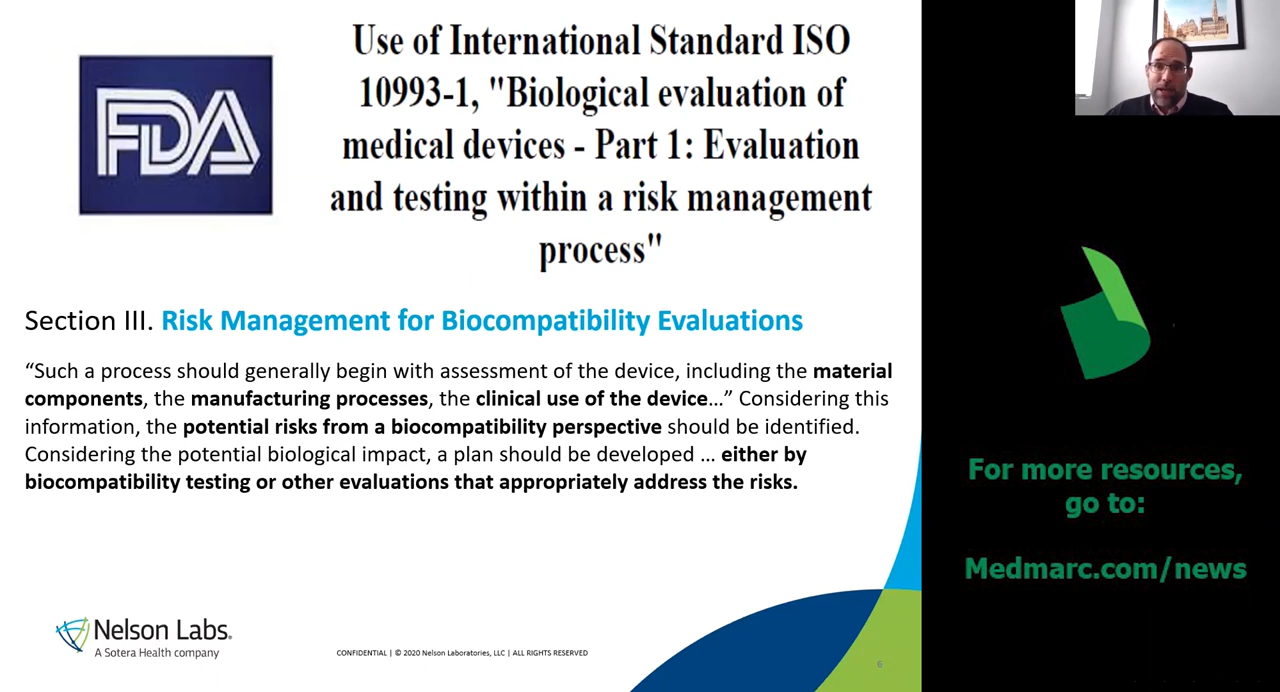 FDA
Use of International Standard ISO
10993-1, "Biological evaluation of
medical devices - Part 1: Evaluation
and testing within a risk management
process"
Section III. Risk Management for Biocompatibility Evaluations
“Such a process should generally begin with assessment of the device, including the material
components, the manufacturing processes, the clinical use of the device…” Considering this
information, the potential risks from a biocompatibility perspective should be identified.
Considering the potential biological impact, a plan should be developed … either by
biocompatibility testing or other evaluations that appropriately address the risks.
Nelson Labs.
A Sotera Health company
CONFIDENTIAL | © 2020 Nelson Laboratories, LLC | ALL RIGHTS RESERVED
6
For more resources,
go to:
Medmarc.com/news